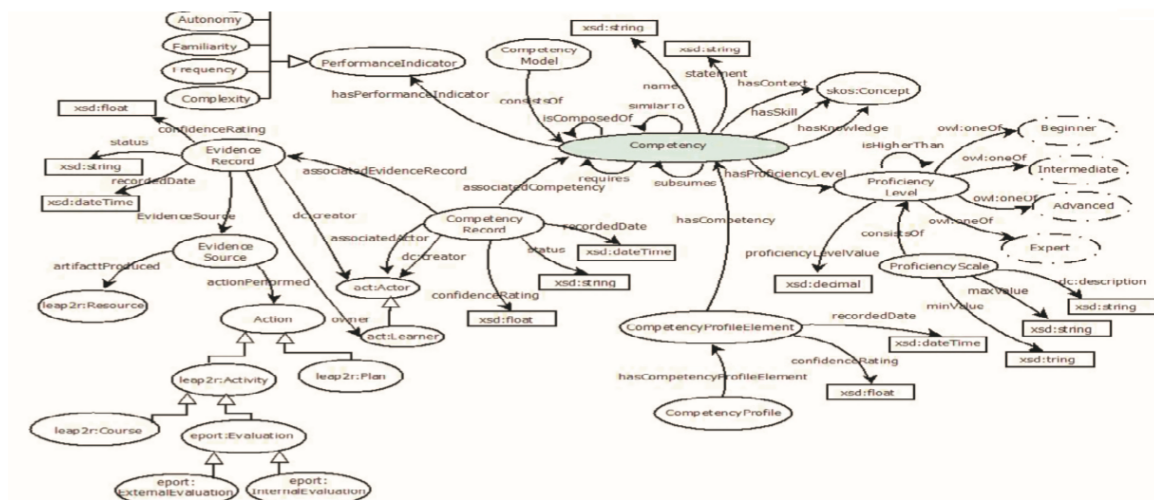 Autonomy
Familiarity
Frequency
Complexity
PerformanceIndicator
hasPerformanceIndicator
Competency
Model
consistsOf
isComposedOf
similarTo
xsd:string
name
xsd:string
statement
hasContext
hasSkill
hasKnowledge
skos:Concept
Competency
requires
subsumes
hasProficiencyLevel
isHigherThan
Proficiency
Level
owl:oneOf
Beginner
owl:oneOf
Intermediate
owl:oneOf
Advanced
owl:oneOf
Expert
proficiencyLevelValue
xsd:decimal
consistsOf
ProficiencyScale
dc:description
xsd:string
maxValue
xsd:string
minValue
xsd:tring
xsd:float
confidenceRating
status
xsd:string
recordedDate
xsd:dateTime
Evidence
Record
associatedEvidenceRecord
associatedCompetency
EvidenceSource
dc:creator
Evidence
Source
artifacttProduced
leap2r:Resource
actionPerformed
Action
owner
associatedActor
dc:creator
Competency
Record
recordedDate
xsd:dateTime
status
xsd:string
confidenceRating
xsd:float
act:Actor
act:Learner
leap2r:Activity
leap2r:Plan
leap2r:Course
eport:Evaluation
eport:
ExternalEvaluation
eport:
InternalEvaluation
hasCompetency
CompetencyProfileElement
recordedDate
xsd:dateTime
confidenceRating
xsd:float
hasCompetencyProfileElement
CompetencyProfile